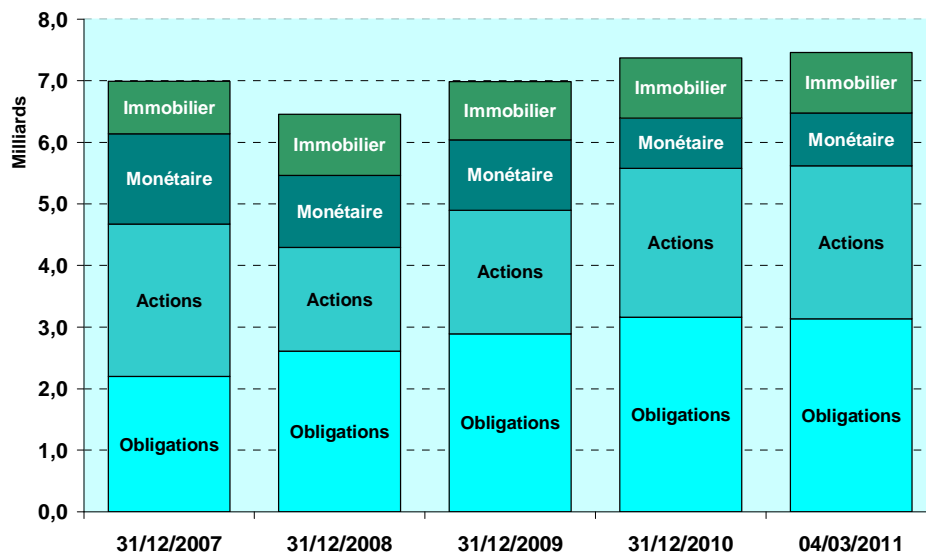 8,0
7,0
6,0
5,0
4,0
3,0
2,0
1,0
0,0
Milliards
Immobilier
Monétaire
Actions
Obligations
Immobilier
Monétaire
Actions
Obligations
Immobilier
Monétaire
Actions
Obligations
Immobilier
Monétaire
Actions
Obligations
Immobilier
Monétaire
Actions
Obligations
31/12/2007 31/12/2008 31/12/2009 31/12/2010 04/03/2011